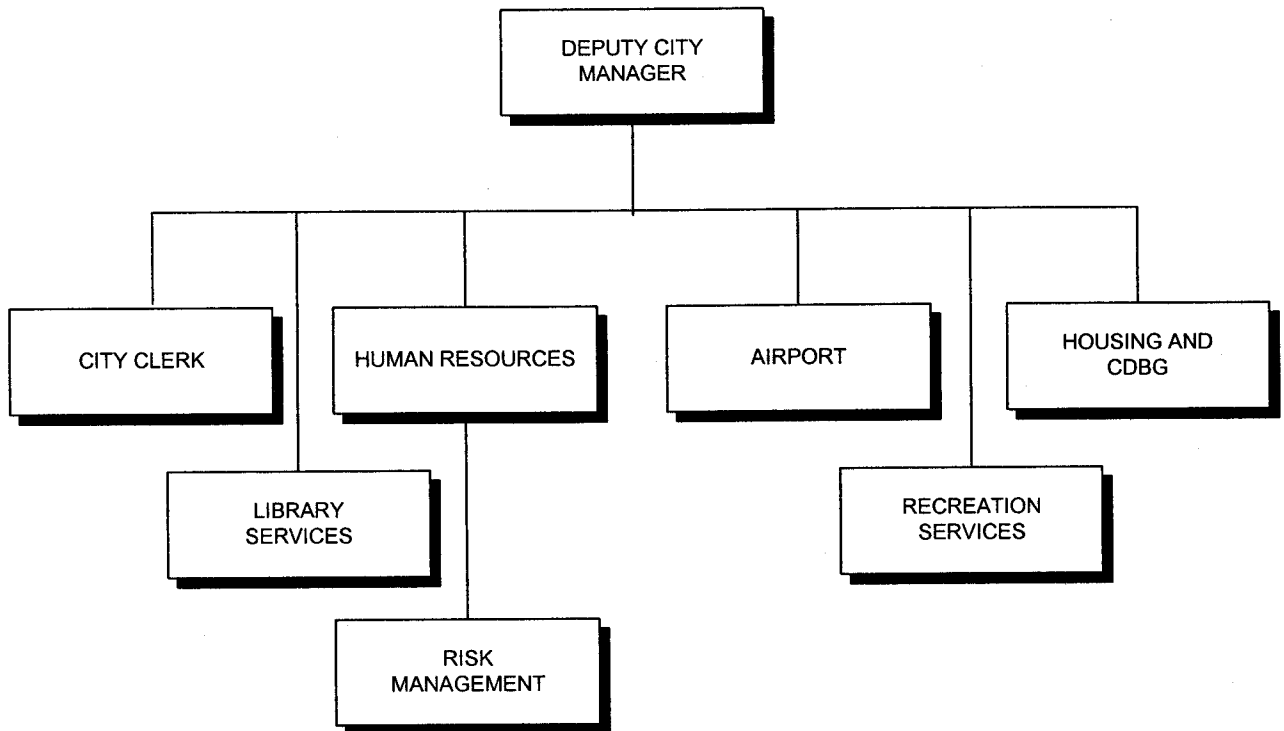 DEPUTY CITY
MANAGER
CITY CLERK
HUMAN RESOURCES
AIRPORT
HOUSING AND
CDBG
LIBRARY
SERVICES
RECREATION
SERVICES
RISK
MANAGEMENT